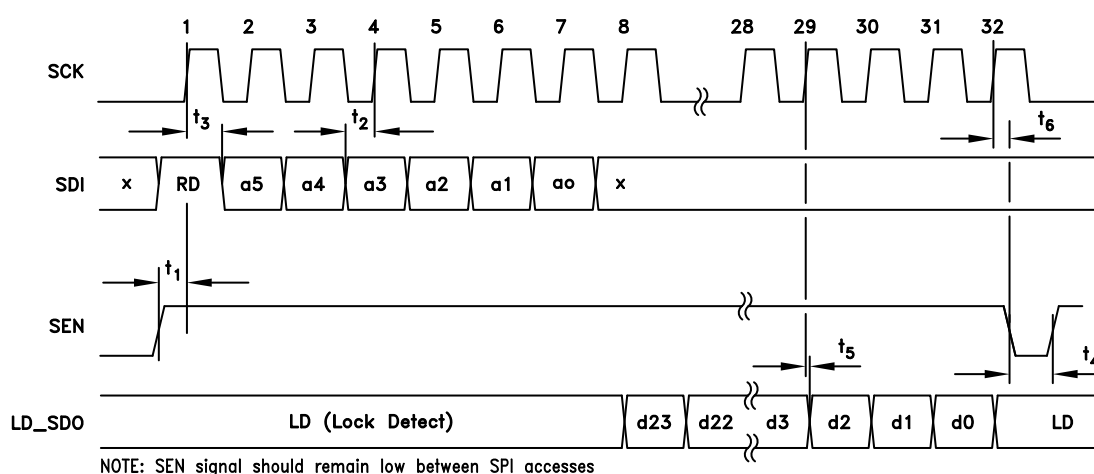 1 2 3 4 5 6 7 8 28 29 30 31 32
SCK
t3 t2 t6
SDI x RD a5 a4 a3 a2 a1 ao x
t1
SEN
t5 t4
LD_SDO LD (Lock Detect) d23 d22 d3 d2 d1 d0 LD
NOTE: SEN signal should remain low between SPI accesses